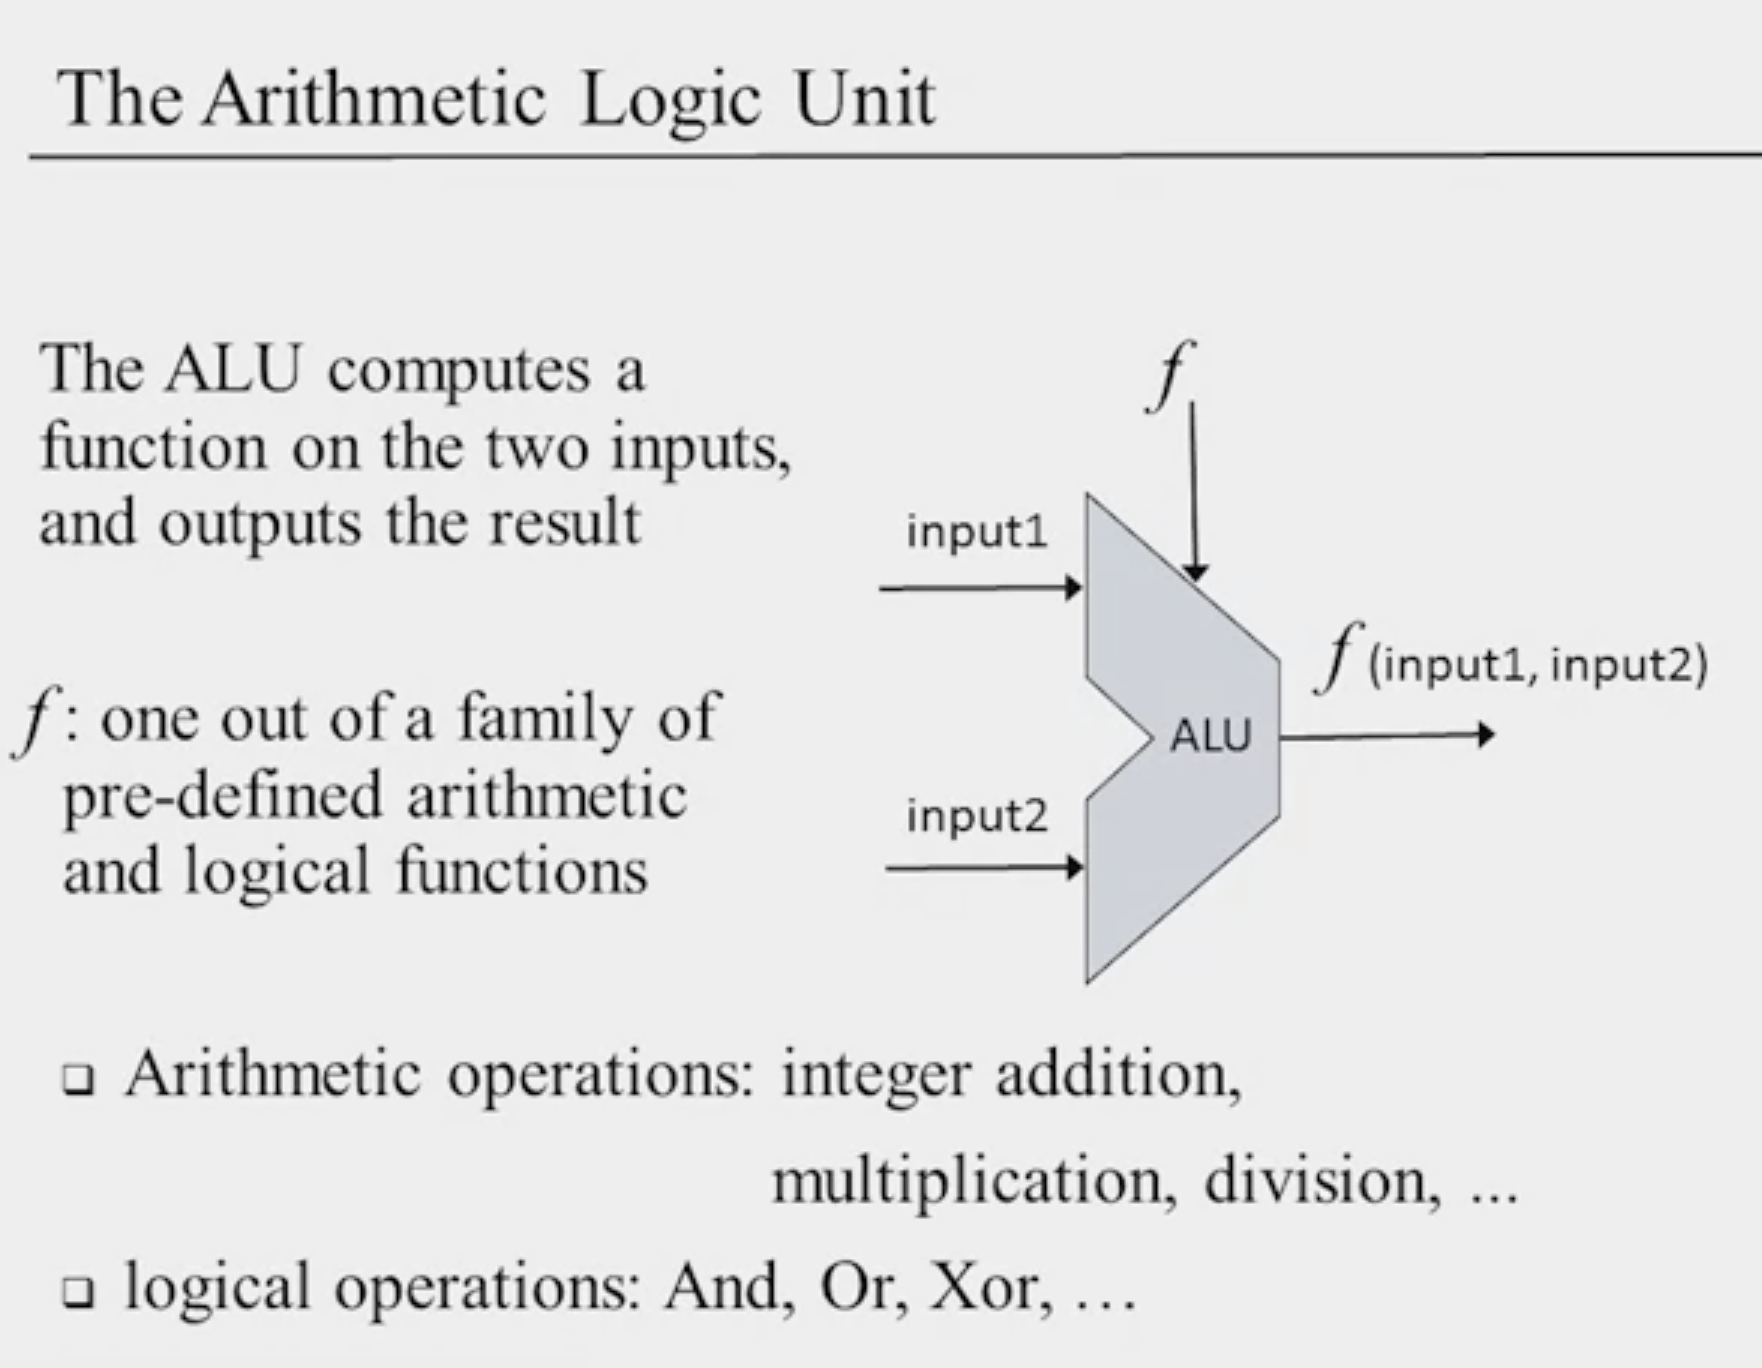 The Arithmetic Logic Unit
The ALU computes a
function on the two inputs,
and outputs the result
f: one out of a family of
pre-defined arithmetic
and logical functions
f
input1
f (input1, input2)
ALU
input2
❑ Arithmetic operations: integer addition,
multiplication, division, ...
❑ logical operations: And, Or, Xor, ...